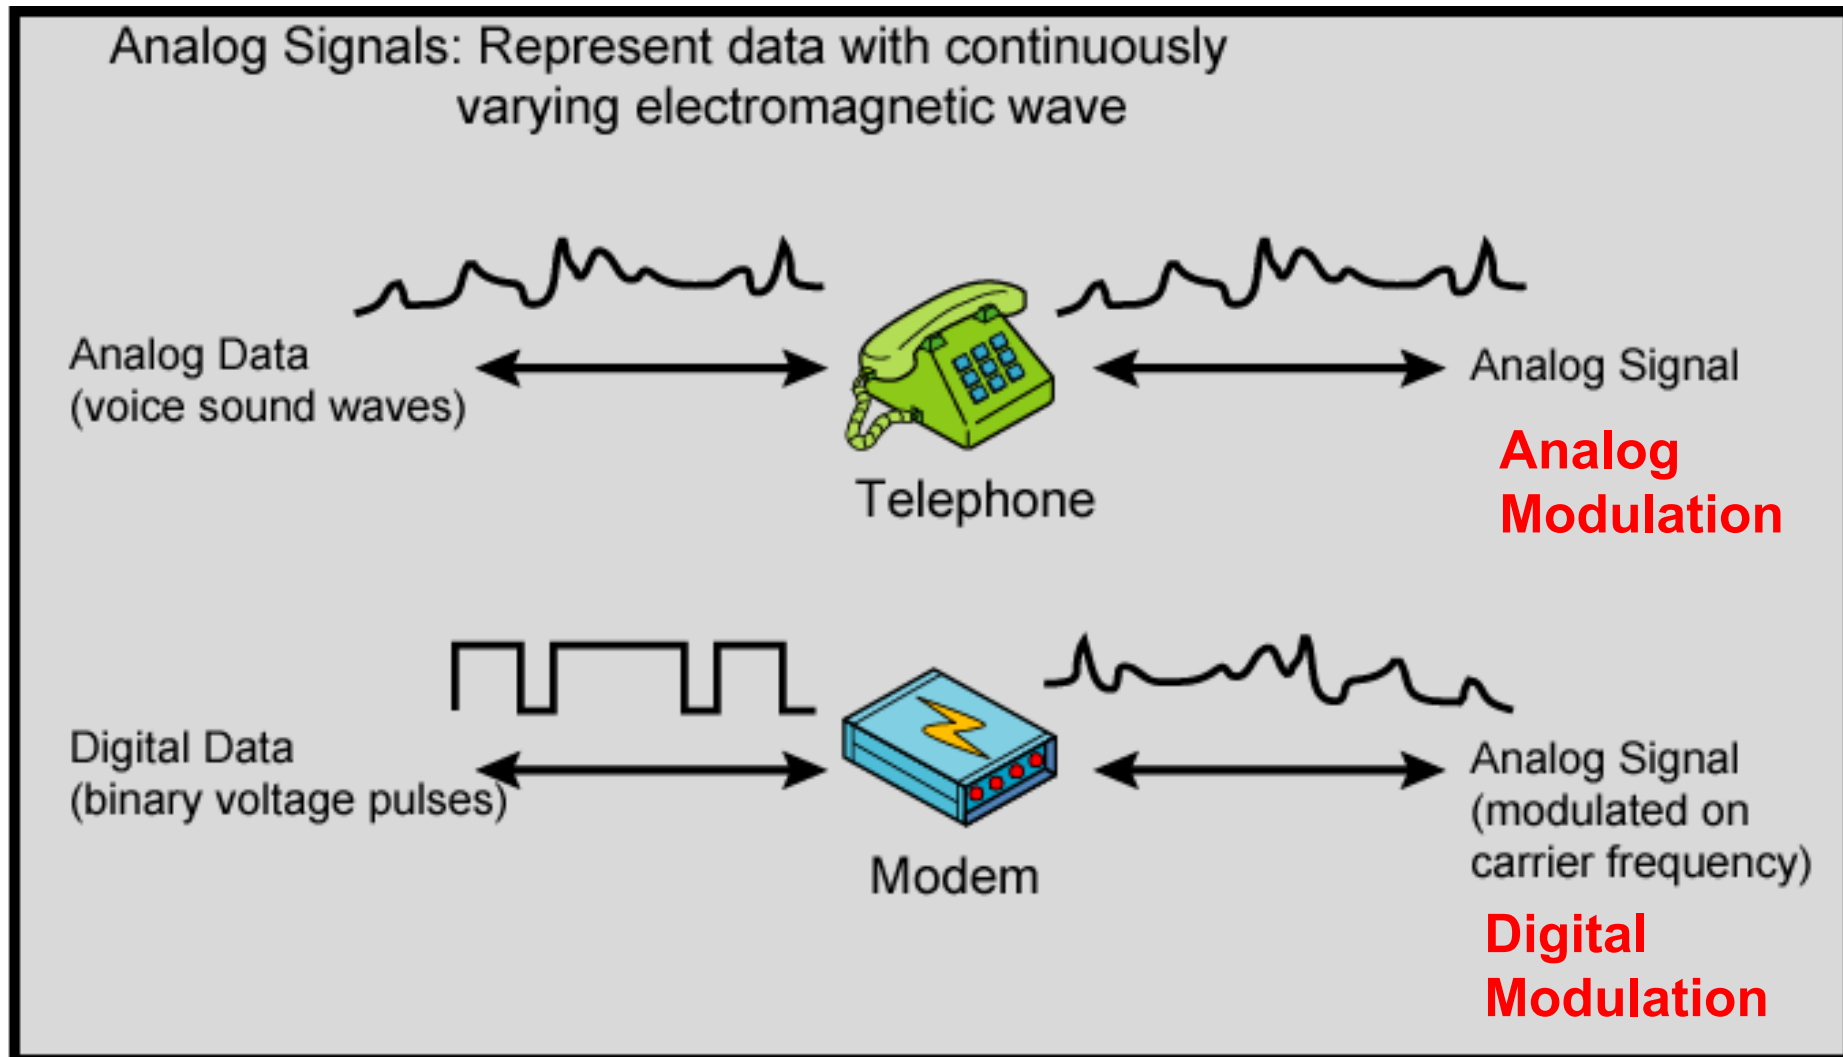 Analog Signals: Represent data with continuously
varying electromagnetic wave
Analog Data
(voice sound waves)
Telephone
Analog Signal
Analog
Modulation
Digital Data
(binary voltage pulses)
Modem
Analog Signal
(modulated on
carrier frequency)
Digital
Modulation